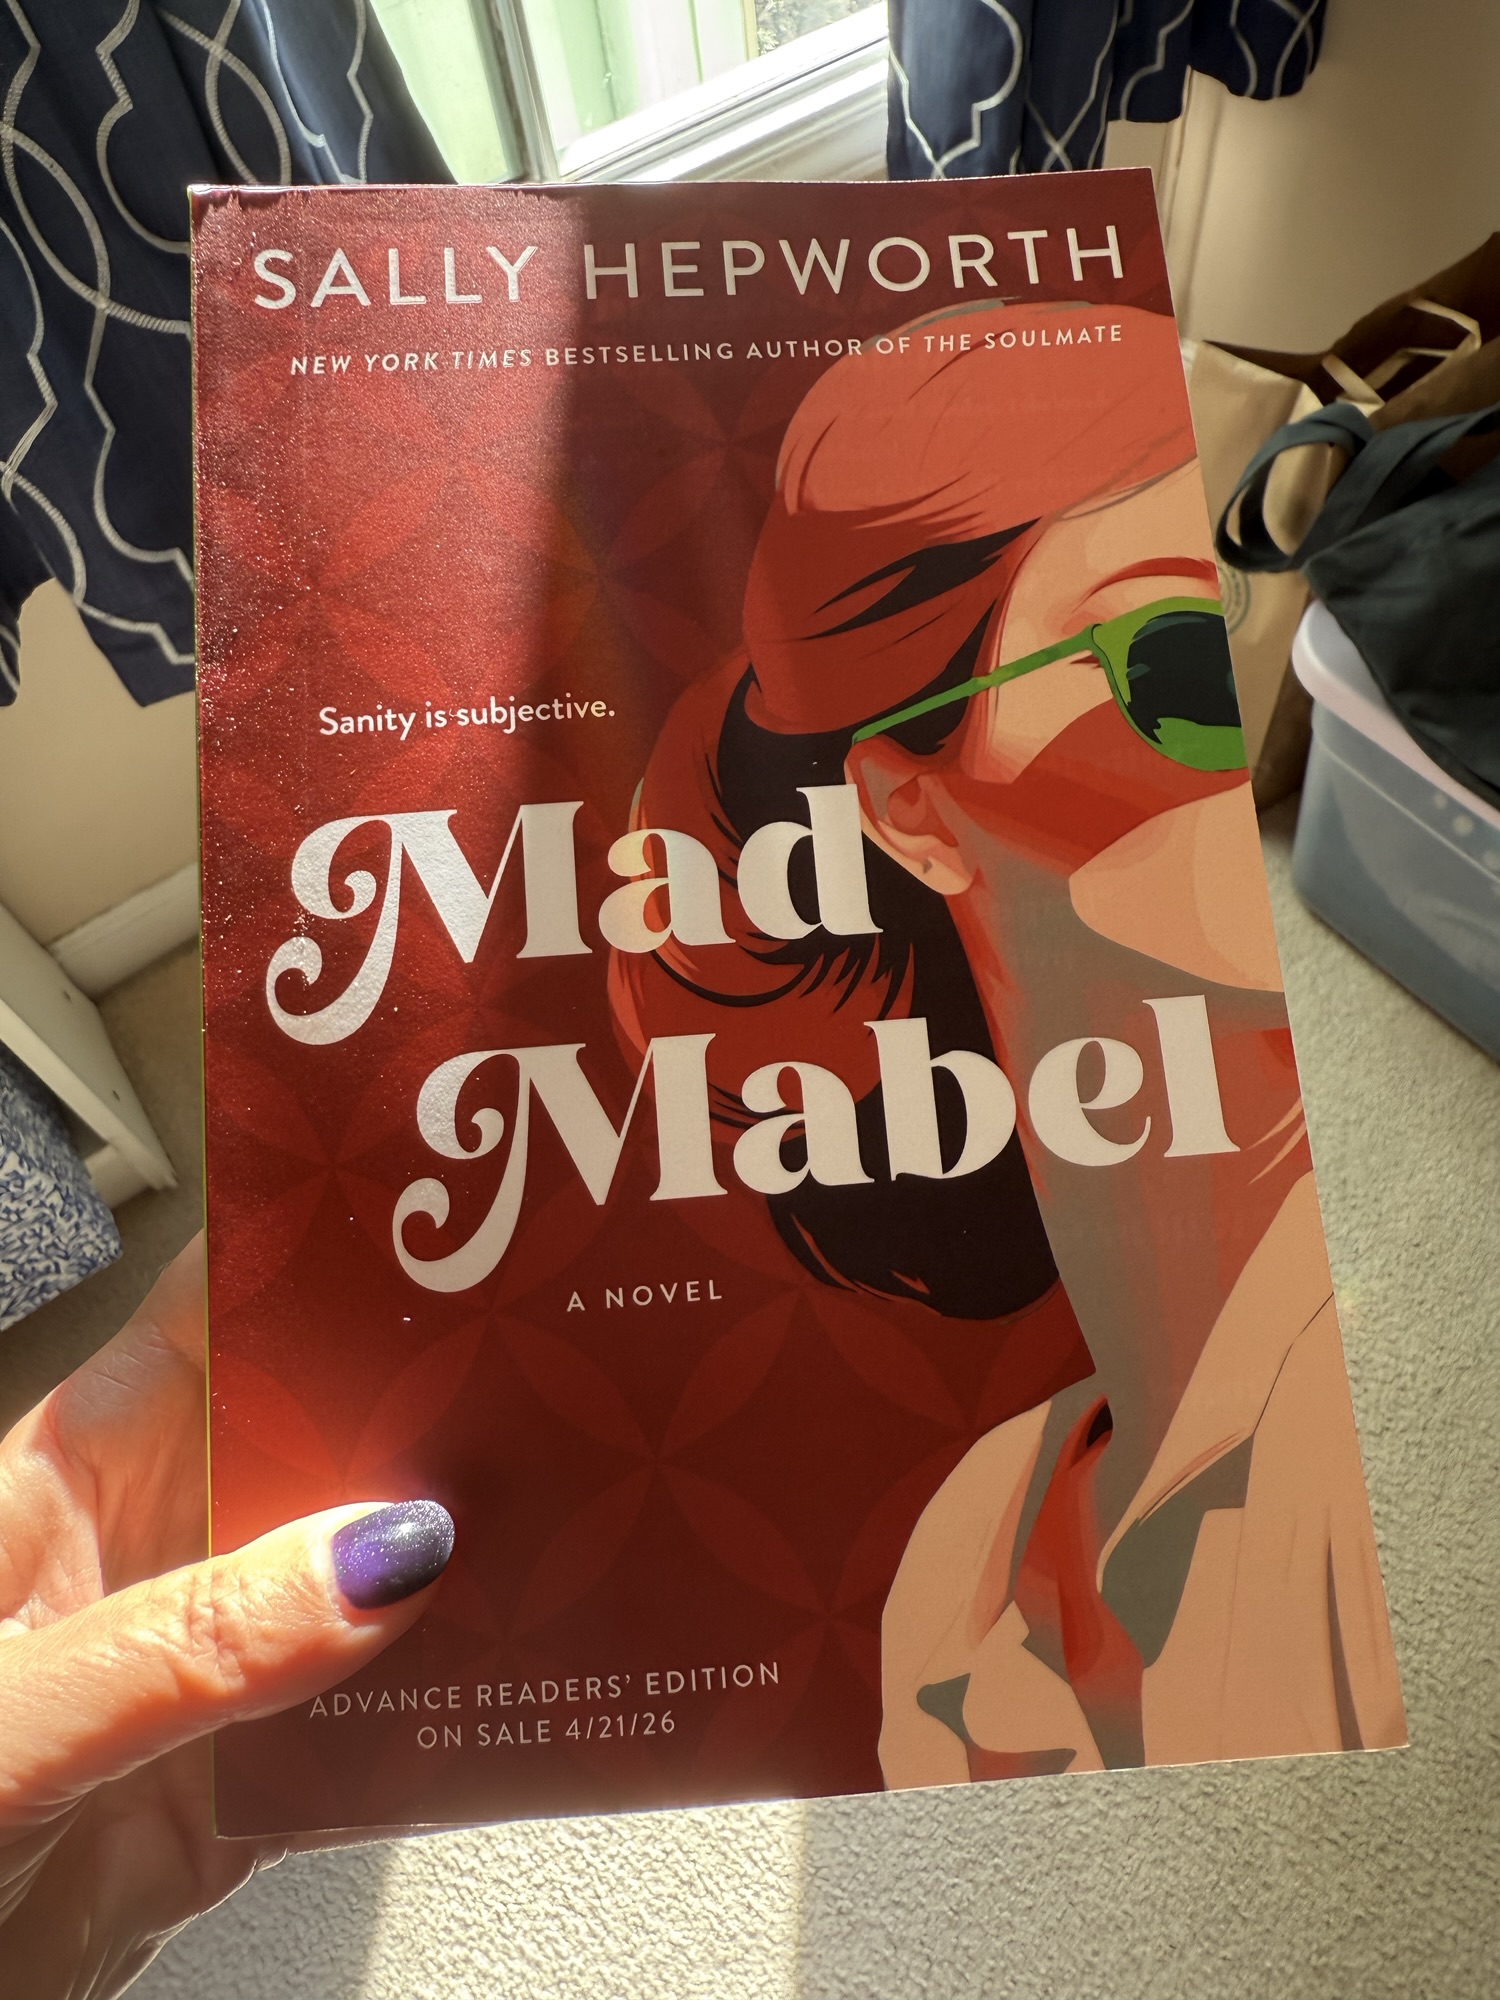 SALLY HEPWORTH
NEW YORK TIMES BESTSELLING AUTHOR OF THE SOULMATE
Sanity is subjective.
Mad
Mabel
A NOVEL
ADVANCE READERS’ EDITION
ON SALE 4/21/26